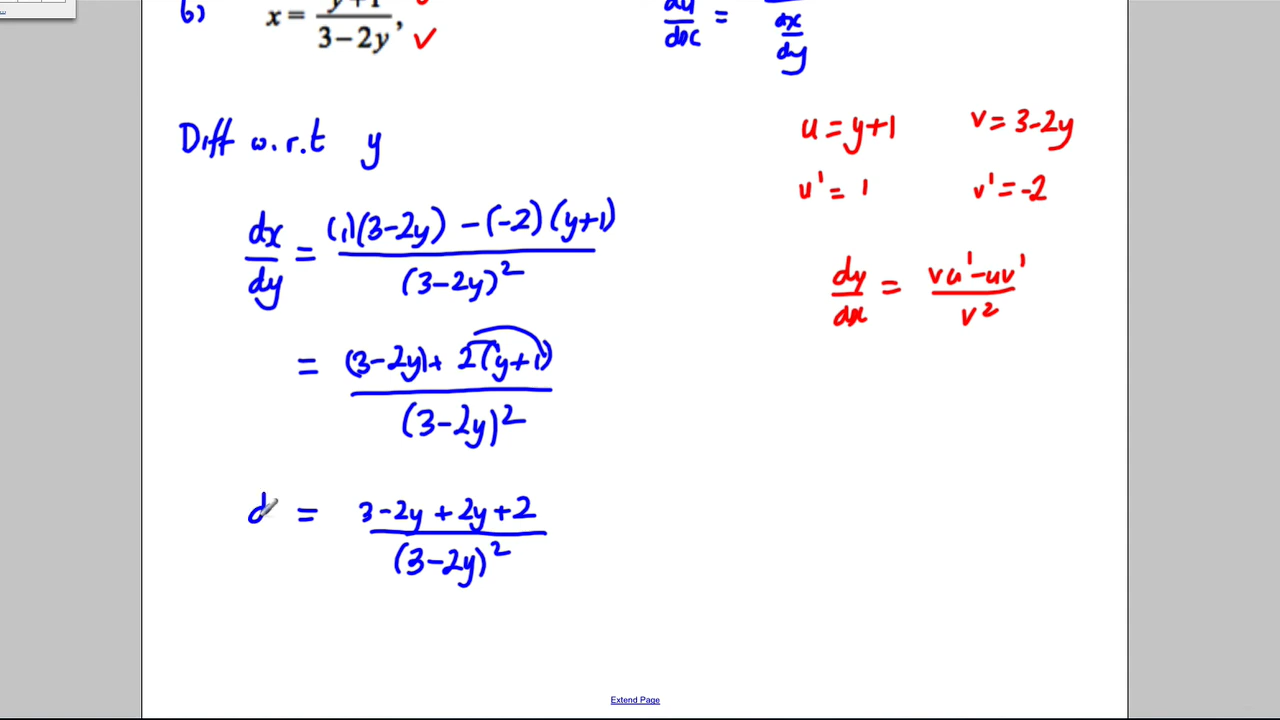 b) x = y+1 / 3−2y, ✓
dy/dx = / dx/dy
Diff w.r.t y
u = y+1 v = 3-2y
u' = 1 v' = -2
dx/dy = (1)(3-2y) - (-2)(y+1) / (3-2y)²
dy/dx = vu'-uv' / v²
= (3-2y)+ 2(y+1) / (3-2y)²
d = 3-2y + 2y+2 / (3-2y)²
Extend Page